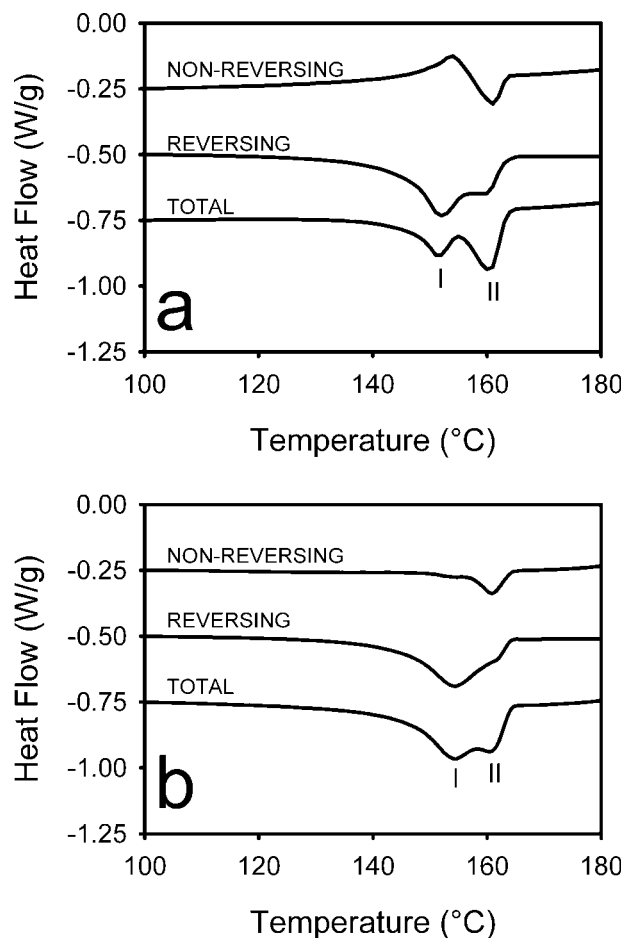 0.00
NON-REVERSING
-0.25
Heat Flow (W/g)
-0.50
REVERSING
-0.75
TOTAL
I
II
-1.00
a
-1.25
100 120 140 160 180
Temperature (°C)
0.00
NON-REVERSING
-0.25
Heat Flow (W/g)
-0.50
REVERSING
-0.75
TOTAL
I
II
-1.00
b
-1.25
100 120 140 160 180
Temperature (°C)